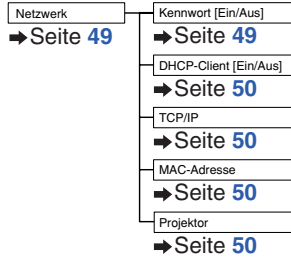 Netzwerk
➡Seite 49
Kennwort [Ein/Aus]
➡Seite 49
DHCP-Client [Ein/Aus]
➡Seite 50
TCP/IP
➡Seite 50
MAC-Adresse
➡Seite 50
Projektor
➡Seite 50